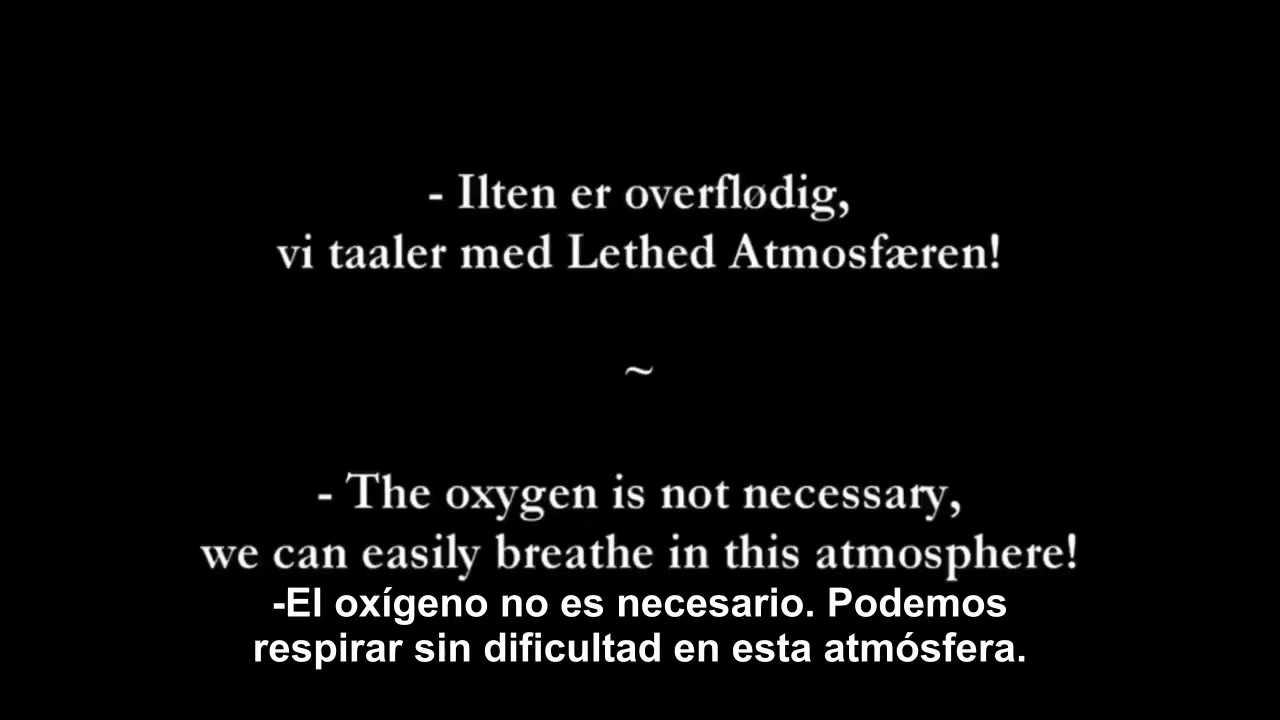 - Ilten er overflødig,
vi taaler med Lethed Atmosfæren!
~
- The oxygen is not necessary,
we can easily breathe in this atmosphere!
-El oxígeno no es necesario. Podemos
respirar sin dificultad en esta atmósfera.